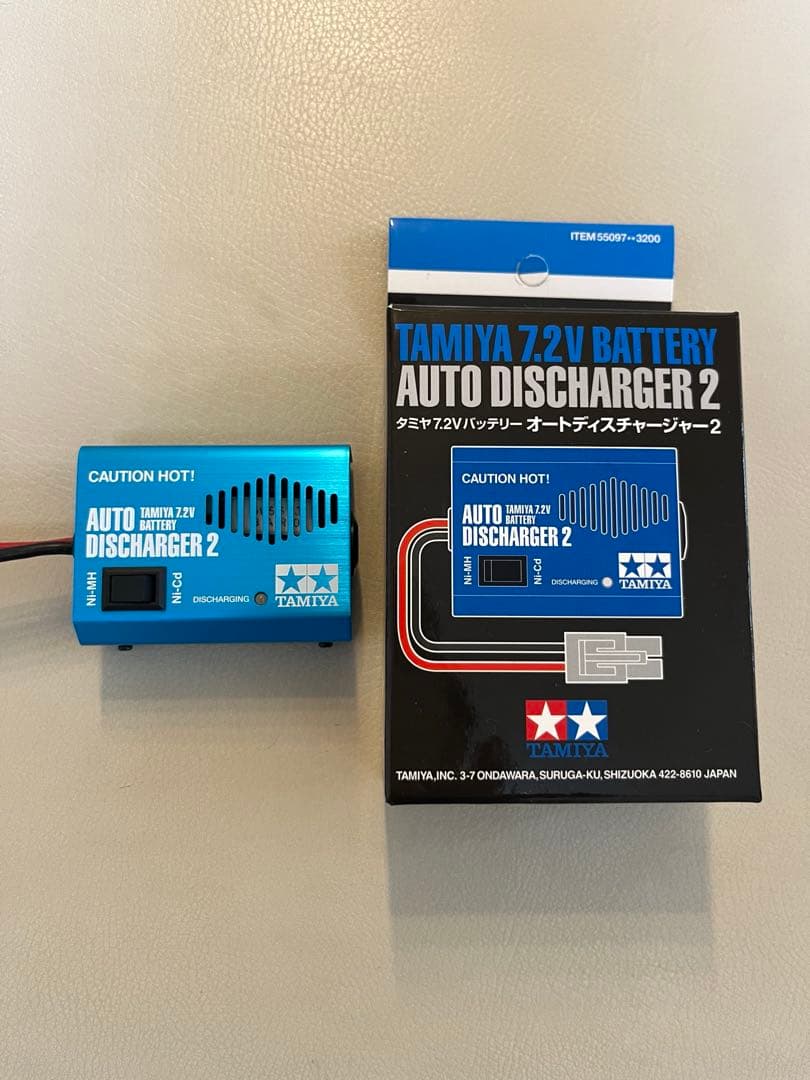 CAUTION HOT!
AUTO TAMIYA 7.2V BATTERY
DISCHARGER 2
Ni-MH
Ni-Cd
DISCHARGING
TAMIYA
ITEM 55097••3200
TAMIYA 7.2V BATTERY
AUTO DISCHARGER 2
タミヤ7.2Vバッテリー オートディスチャージャー2
CAUTION HOT!
AUTO TAMIYA 7.2V BATTERY
DISCHARGER 2
Ni-MH
Ni-Cd
DISCHARGING
TAMIYA
TAMIYA
TAMIYA,INC. 3-7 ONDAWARA,SURUGA-KU,SHIZUOKA 422-8610 JAPAN